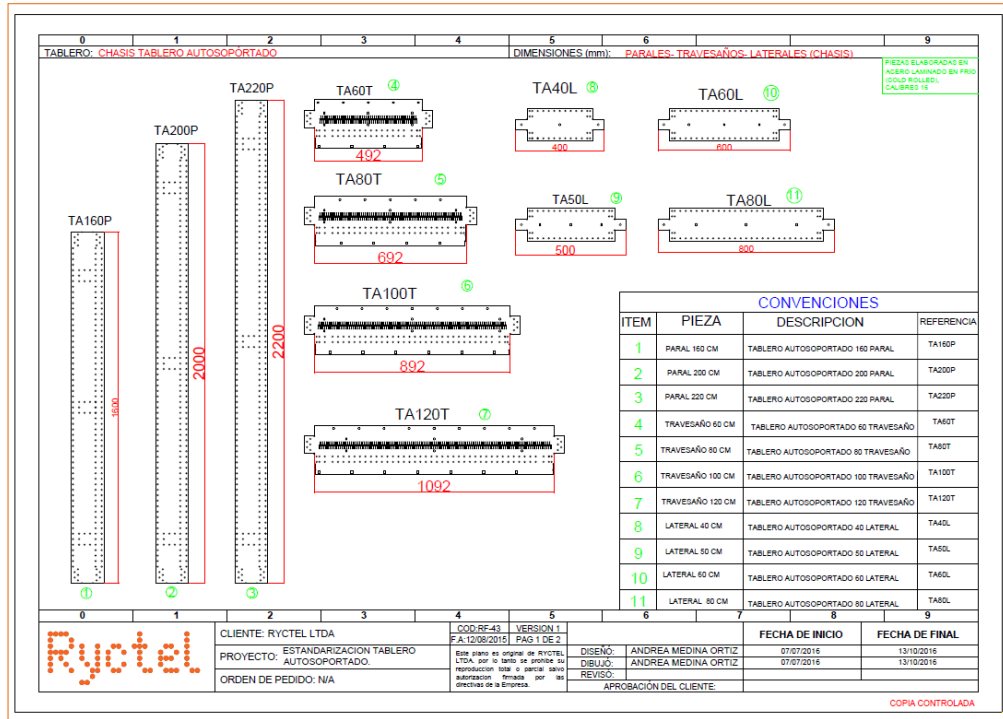 0 1 2 3 4 5 6 9
TABLERO: CHASIS TABLERO AUTOSOPORTADO DIMENSIONES (mm): PARALES- TRAVESAÑOS- LATERALES (CHASIS)
PIEZAS ELABORADAS EN
ACERO LAMINADO EN FRIO
(COLD ROLLED),
CALIBRE
TA160P
1600
1
TA200P
2000
2
TA220P
2200
3
TA60T 4
492
TA80T 5
692
TA100T 6
892
TA120T 7
1092
TA40L 8
400
TA50L 9
500
TA60L 10
600
TA80L 11
800
CONVENCIONES
ITEM PIEZA DESCRIPCION REFERENCIA
1 PARAL 160 CM TABLERO AUTOSOPORTADO 160 PARAL TA160P
2 PARAL 200 CM TABLERO AUTOSOPORTADO 200 PARAL TA200P
3 PARAL 220 CM TABLERO AUTOSOPORTADO 220 PARAL TA220P
4 TRAVESAÑO 60 CM TABLERO AUTOSOPORTADO 60 TRAVESAÑO TA60T
5 TRAVESAÑO 80 CM TABLERO AUTOSOPORTADO 80 TRAVESAÑO TA80T
6 TRAVESAÑO 100 CM TABLERO AUTOSOPORTADO 100 TRAVESAÑO TA100T
7 TRAVESAÑO 120 CM TABLERO AUTOSOPORTADO 120 TRAVESAÑO TA120T
8 LATERAL 40 CM TABLERO AUTOSOPORTADO 40 LATERAL TA40L
9 LATERAL 50 CM TABLERO AUTOSOPORTADO 50 LATERAL TA50L
10 LATERAL 60 CM TABLERO AUTOSOPORTADO 60 LATERAL TA60L
11 LATERAL 80 CM TABLERO AUTOSOPORTADO 80 LATERAL TA80L
0 1 2 3 4 5 6 7 8 9
Ryctel
CLIENTE: RYCTEL LTDA
PROYECTO: ESTANDARIZACION TABLERO
AUTOSOPORTADO.
ORDEN DE PEDIDO: N/A
COD:RF-43 VERSION 1
F.A:12/08/2015 PAG 1 DE 2
Este plano es original de RYCTEL
LTDA. por lo tanto se prohibe su
reproduccion total o parcial salvo
autorizacion firmada por las
directivas de la Empresa.
FECHA DE INICIO FECHA DE FINAL
DISEÑO: ANDREA MEDINA ORTIZ 07/07/2016 13/10/2016
DIBUJÓ: ANDREA MEDINA ORTIZ 07/07/2016 13/10/2016
REVISÓ:
APROBACIÓN DEL CLIENTE:
COPIA CONTROLADA